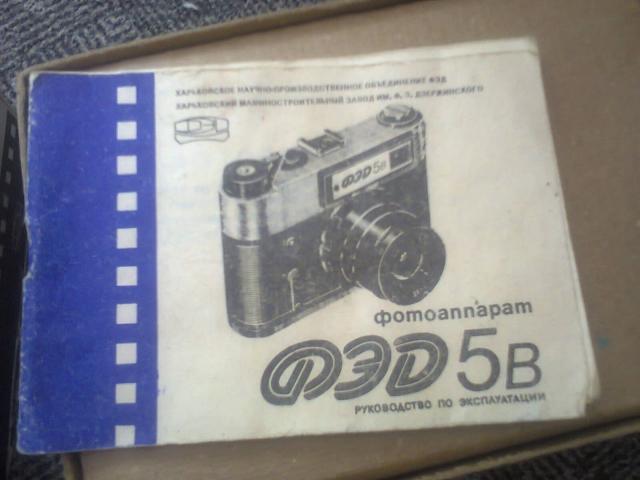 ХАРЬКОВСКОЕ НАУЧНО-ПРОИЗВОДСТВЕННОЕ ОБЪЕДИНЕНИЕ ФЭД
ХАРЬКОВСКИЙ МАШИНОСТРОИТЕЛЬНЫЙ ЗАВОД ИМ. Ф. Э. ДЗЕРЖИНСКОГО
ФЭД 5В
фотоаппарат
ФЭД 5В
РУКОВОДСТВО ПО ЭКСПЛУАТАЦИИ